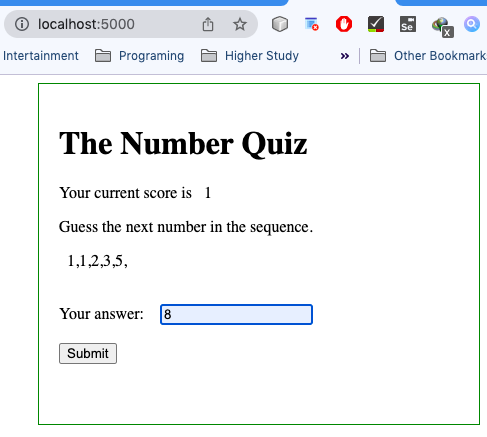 localhost:5000
Se
x
Intertainment Programing Higher Study » Other Bookmark
The Number Quiz
Your current score is 1
Guess the next number in the sequence.
1,1,2,3,5,
Your answer: 8
Submit